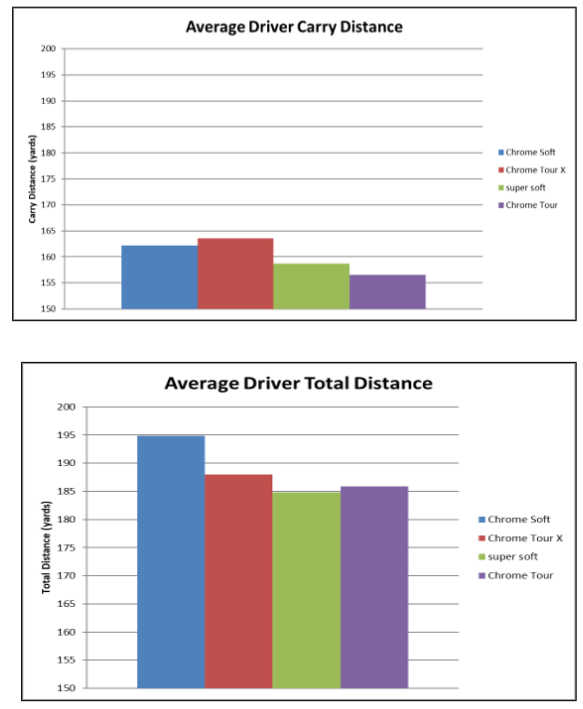 Average Driver Carry Distance
200
195
190
185
180
175
170
165
160
155
150
Carry Distance (yards)
Chrome Soft
Chrome Tour X
super soft
Chrome Tour
Average Driver Total Distance
200
195
190
185
180
175
170
165
160
155
150
Total Distance (yards)
Chrome Soft
Chrome Tour X
super soft
Chrome Tour